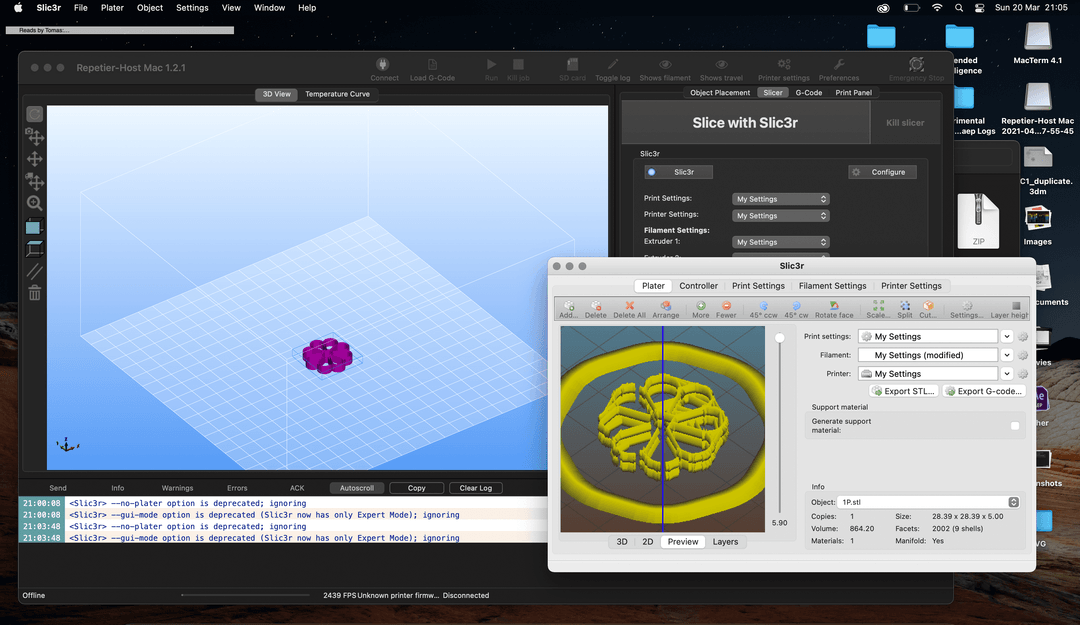 Slic3r File Plater Object Settings View Window Help Sun 20 Mar 21:05
Reads by Tomas:...
Repetier-Host Mac 1.2.1
Connect Load G-Code Run Kill job SD card Toggle log Shows filament Shows travel Printer settings Preferences Emergency Stop
3D View Temperature Curve
Object Placement Slicer G-Code Print Panel
Slice with Slic3r Kill slicer
Slic3r
Slic3r Configure
Print Settings: My Settings
Printer Settings: My Settings
Filament Settings:
Extruder 1: My Settings
Send Info Warnings Errors ACK Autoscroll Copy Clear Log
21:00:08 <Slic3r> --no-plater option is deprecated; ignoring
21:00:08 <Slic3r> --gui-mode option is deprecated (Slic3r now has only Expert Mode); ignoring
21:03:48 <Slic3r> --no-plater option is deprecated; ignoring
21:03:48 <Slic3r> --gui-mode option is deprecated (Slic3r now has only Expert Mode); ignoring
Offline 2439 FPS Unknown printer firmw... Disconnected
Slic3r
Plater Controller Print Settings Filament Settings Printer Settings
Add... Delete Delete All Arrange More Fewer 45° ccw 45° cw Rotate face Scale... Split Cut... Settings... Layer heigh
Print settings: My Settings
Filament: My Settings (modified)
Printer: My Settings
Export STL... Export G-code...
Support material
Generate support
material:
Info
Object: 1P.stl
Copies: 1 Size: 28.39 x 28.39 x 5.00
Volume: 864.20 Facets: 2002 (9 shells)
Materials: 1 Manifold: Yes
5.90
3D 2D Preview Layers
ended
lligence
MacTerm 4.1
rimental
...aep Logs
Repetier-Host Mac
2021-04...7-55-45
C1_duplicate.
3dm
ZIP
Images
cuments
vies
her
nshots
VG